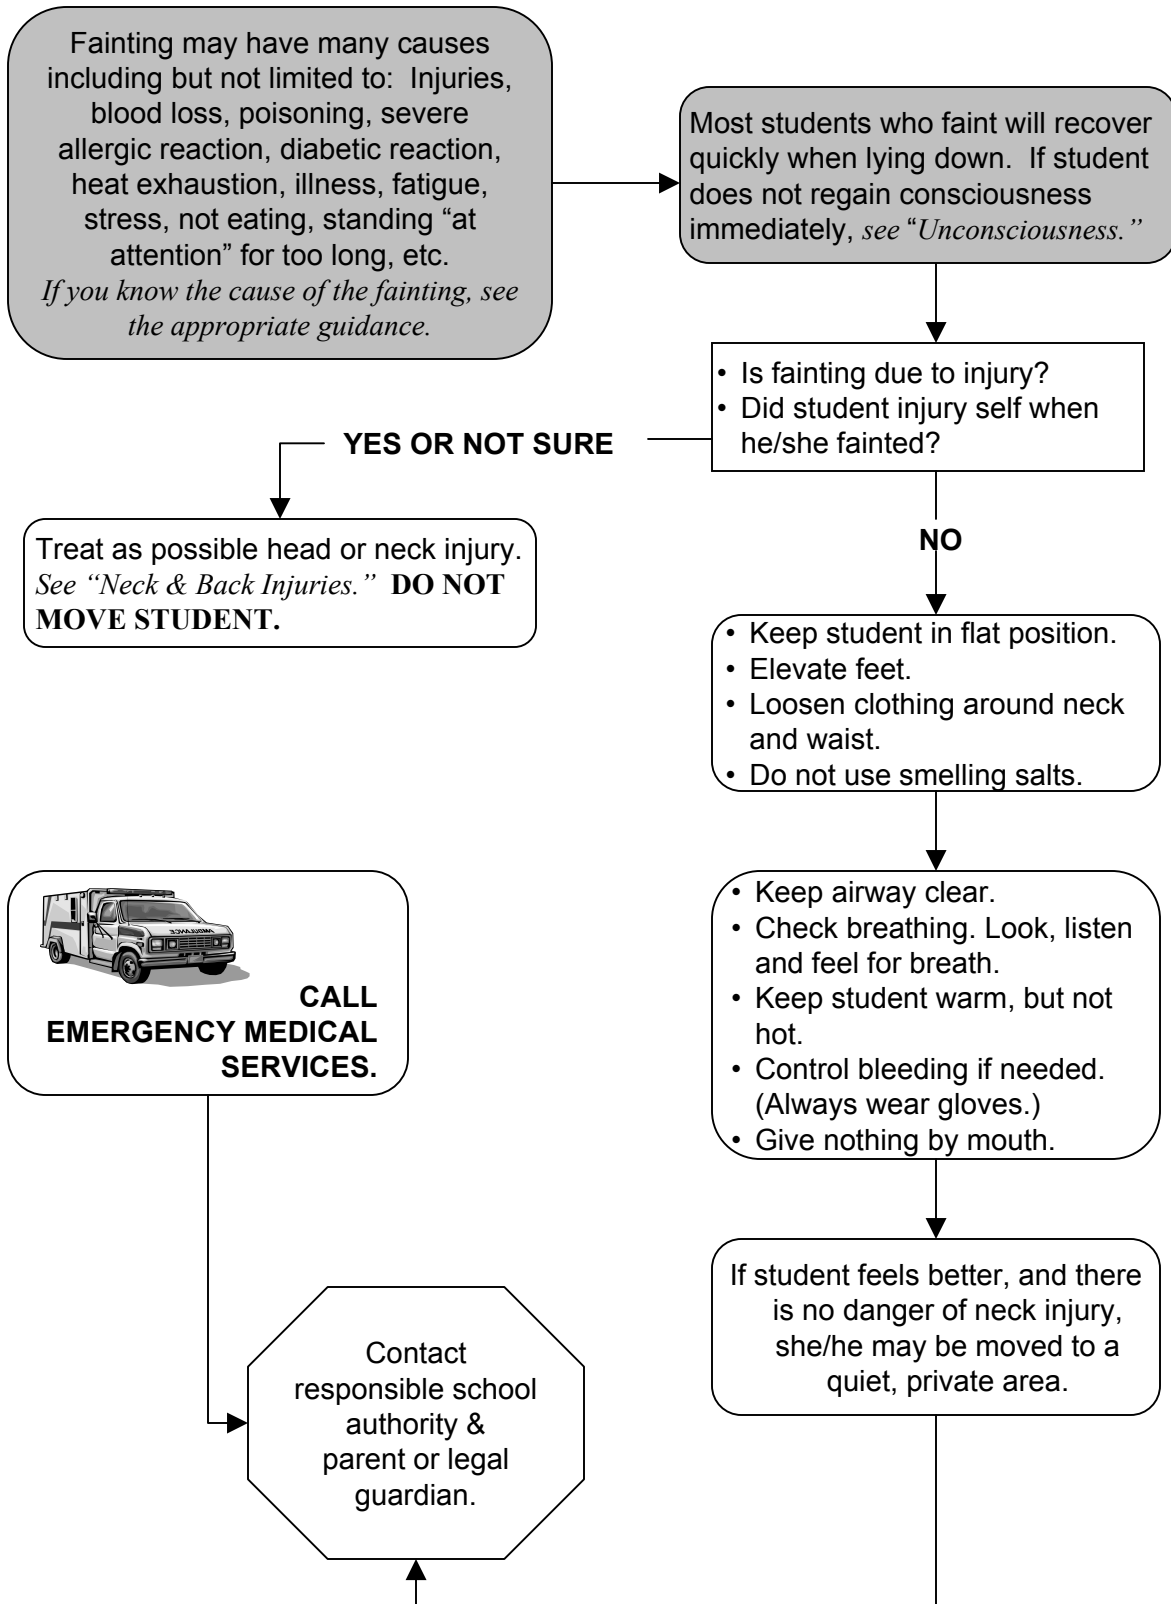 Fainting may have many causes
including but not limited to: Injuries,
blood loss, poisoning, severe
allergic reaction, diabetic reaction,
heat exhaustion, illness, fatigue,
stress, not eating, standing “at
attention” for too long, etc.
If you know the cause of the fainting, see
the appropriate guidance.
Most students who faint will recover
quickly when lying down. If student
does not regain consciousness
immediately, see “Unconsciousness.”
• Is fainting due to injury?
• Did student injury self when
he/she fainted?
YES OR NOT SURE
Treat as possible head or neck injury.
See “Neck & Back Injuries.” DO NOT
MOVE STUDENT.
NO
• Keep student in flat position.
• Elevate feet.
• Loosen clothing around neck
and waist.
• Do not use smelling salts.
• Keep airway clear.
• Check breathing. Look, listen
and feel for breath.
• Keep student warm, but not
hot.
• Control bleeding if needed.
(Always wear gloves.)
• Give nothing by mouth.
AMBULANCE
CALL
EMERGENCY MEDICAL
SERVICES.
If student feels better, and there
is no danger of neck injury,
she/he may be moved to a
quiet, private area.
Contact
responsible school
authority &
parent or legal
guardian.